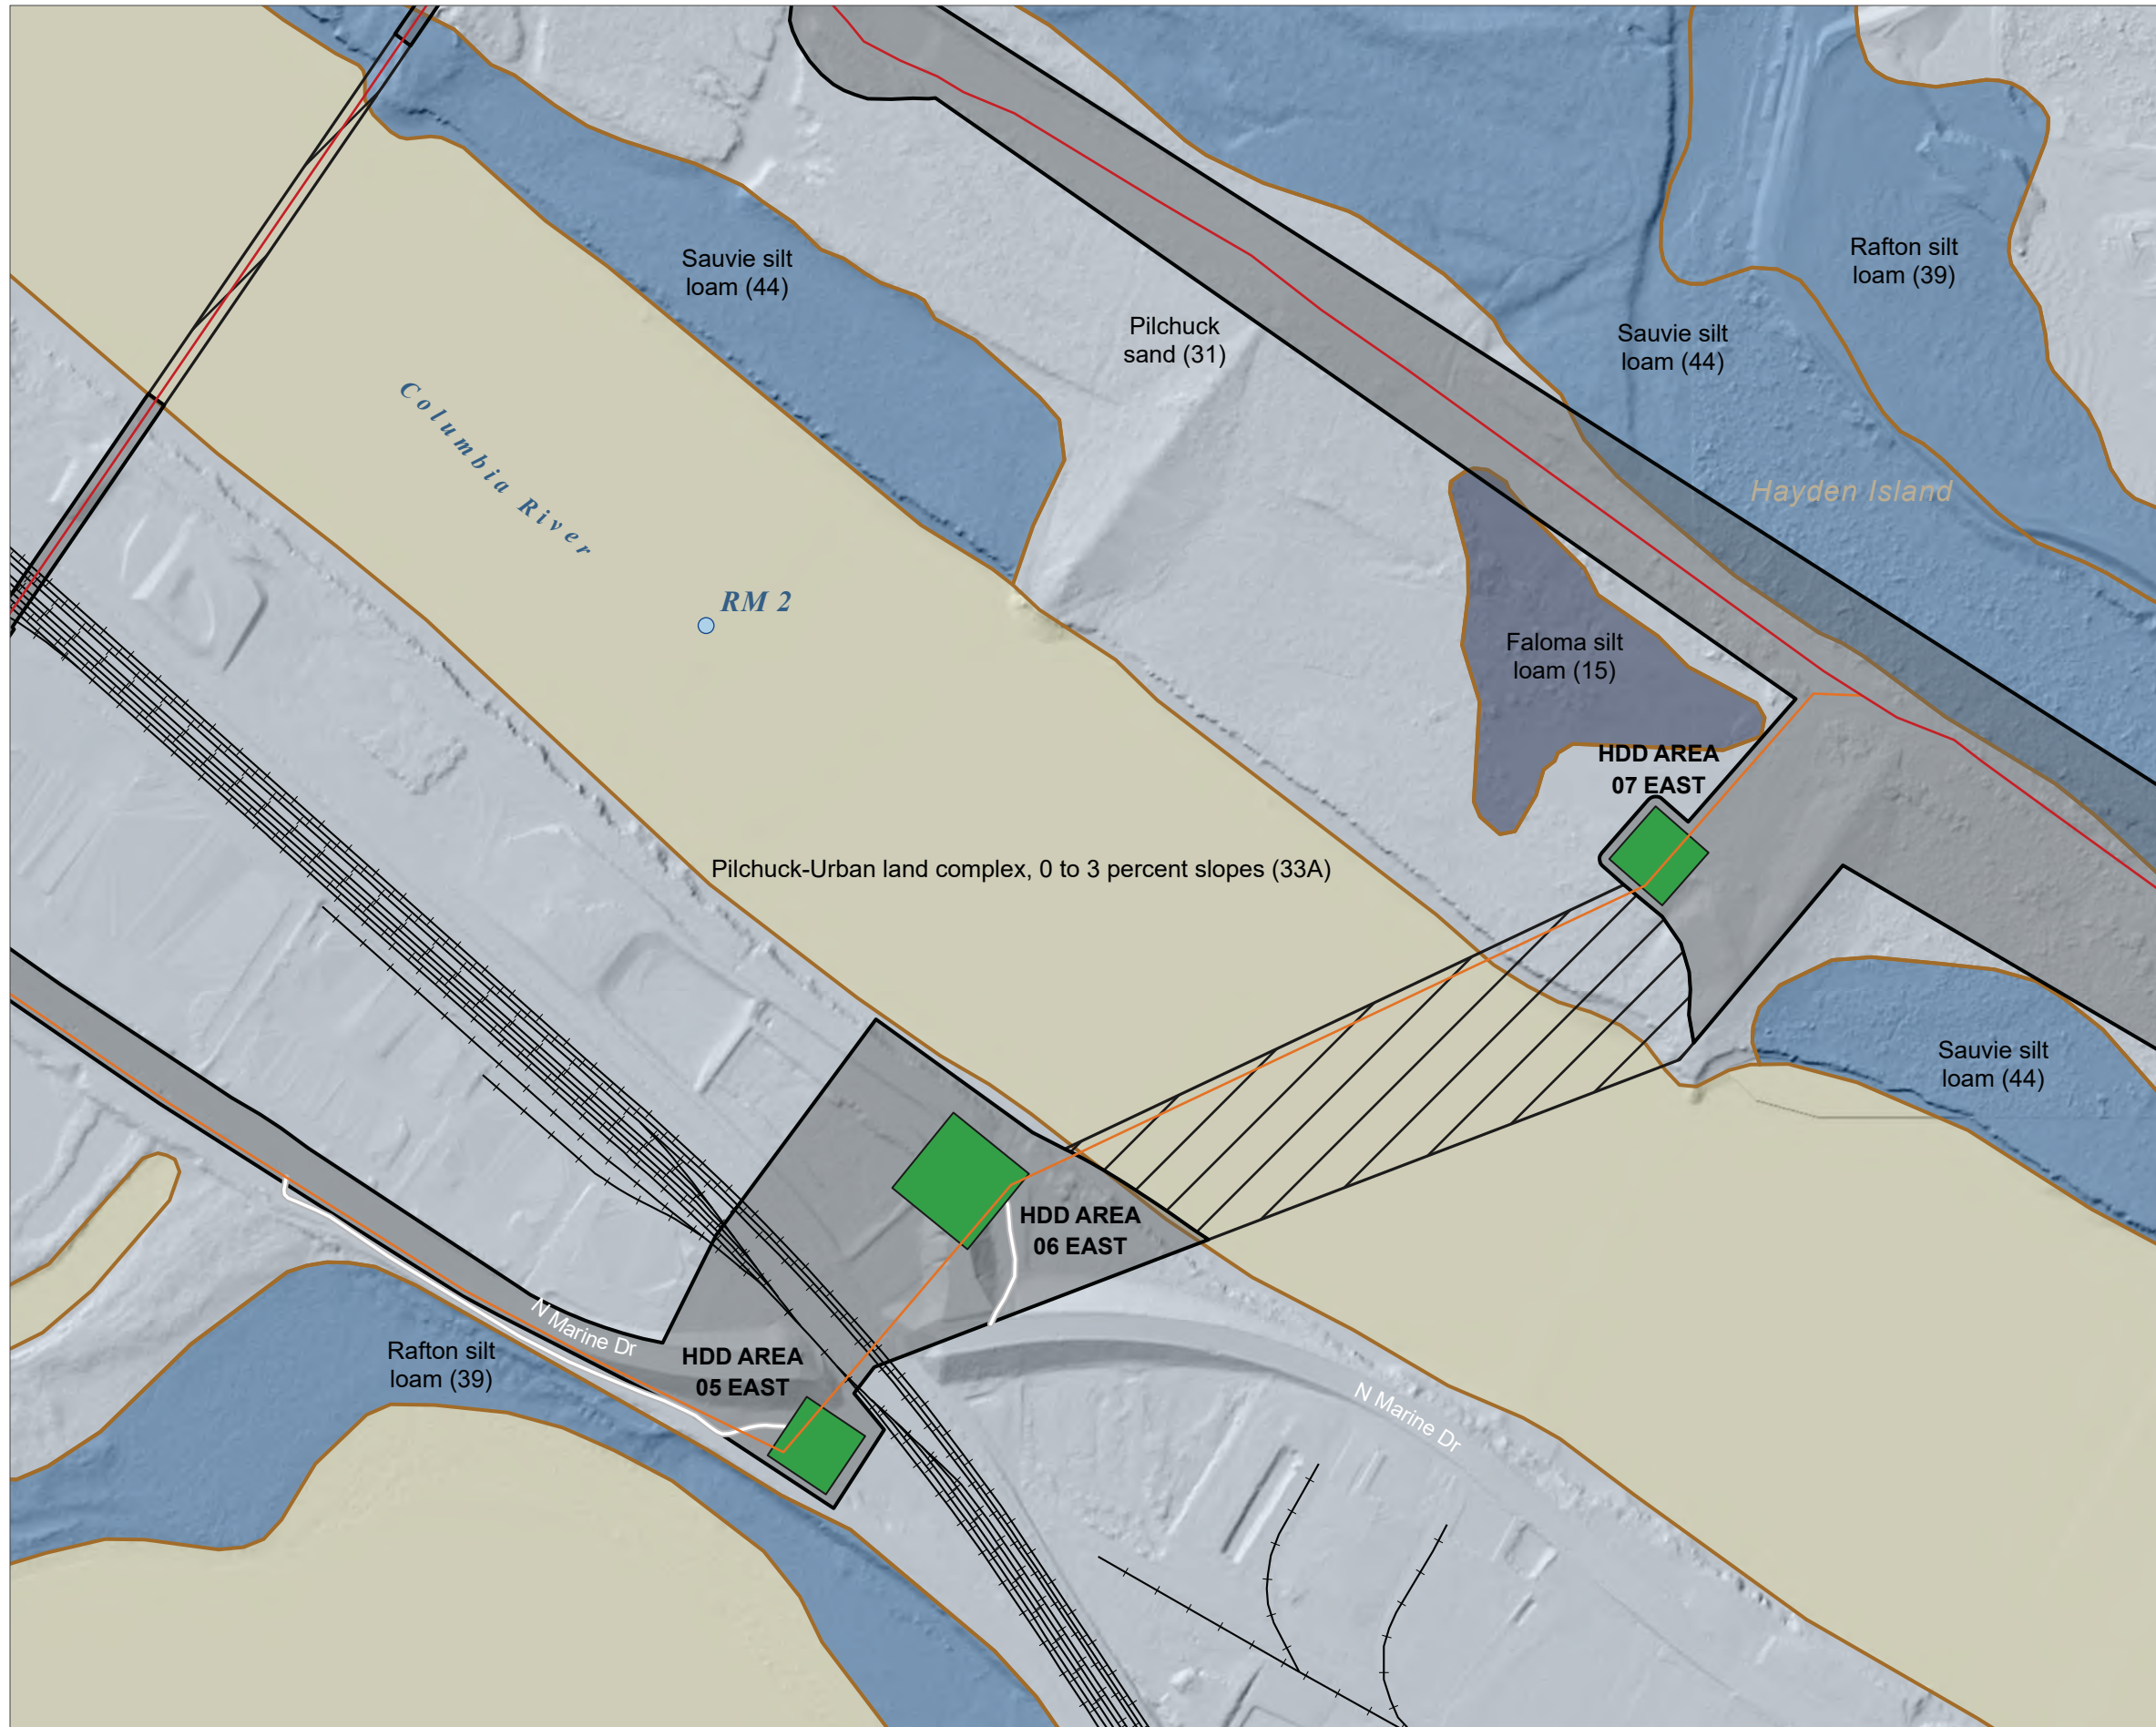 Sauvie silt
loam (44)
Rafton silt
loam (39)
Pilchuck
sand (31)
Sauvie silt
loam (44)
Columbia River
Hayden Island
RM 2
Faloma silt
loam (15)
HDD AREA
07 EAST
Pilchuck-Urban land complex, 0 to 3 percent slopes (33A)
Sauvie silt
loam (44)
HDD AREA
06 EAST
N Marine Dr
Rafton silt
loam (39)
HDD AREA
05 EAST
N Marine Dr